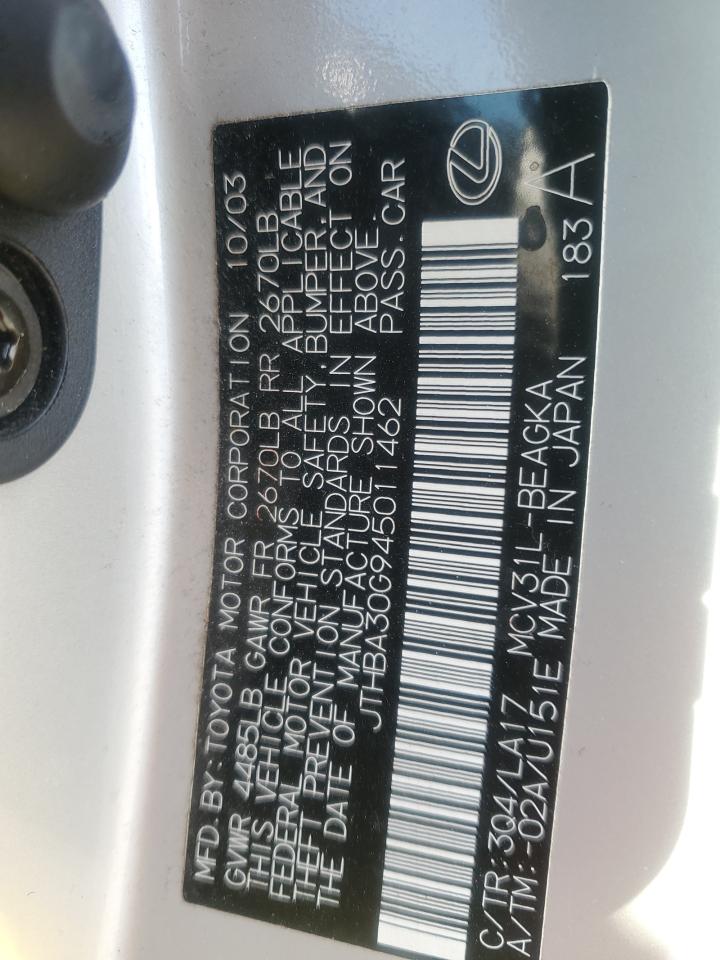 MFD. BY: TOYOTA MOTOR CORPORATION 10/03
GVWR 4485LB GAWR FR 2670LB RR 2670LB
THIS VEHICLE CONFORMS TO ALL APPLICABLE
FEDERAL MOTOR VEHICLE SAFETY, BUMPER, AND
THEFT PREVENTION STANDARDS IN EFFECT ON
THE DATE OF MANUFACTURE SHOWN ABOVE.
JTHBA30G945011462 PASS. CAR
C/TR: 3Q4/LA17 MCV31L-BEAGKA
A/TM: -02A/U151E MADE IN JAPAN 183 A